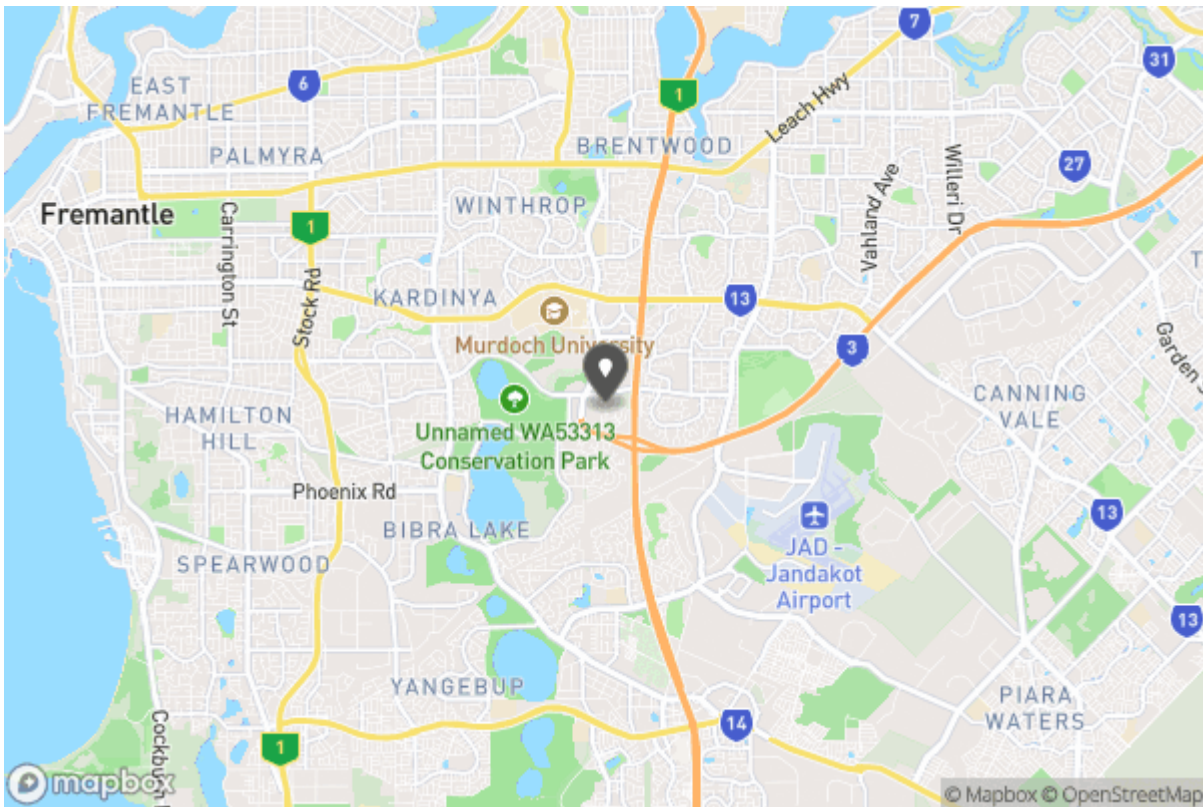 7
6
31
EAST
FREMANTLE
1
Leach Hwy
BRENTWOOD
PALMYRA
27
Willeri Dr
Vahland Ave
WINTHROP
Fremantle
Carrington St
1
Stock Rd
KARDINYA
13
Murdoch University
3
Garden S
CANNING
VALE
HAMILTON
HILL
Unnamed WA53313
Conservation Park
Phoenix Rd
13
BIBRA LAKE
JAD -
Jandakot
Airport
SPEARWOOD
13
YANGEBUP
PIARA
WATERS
14
1
Cockburn
mapbox
© Mapbox © OpenStreetMap